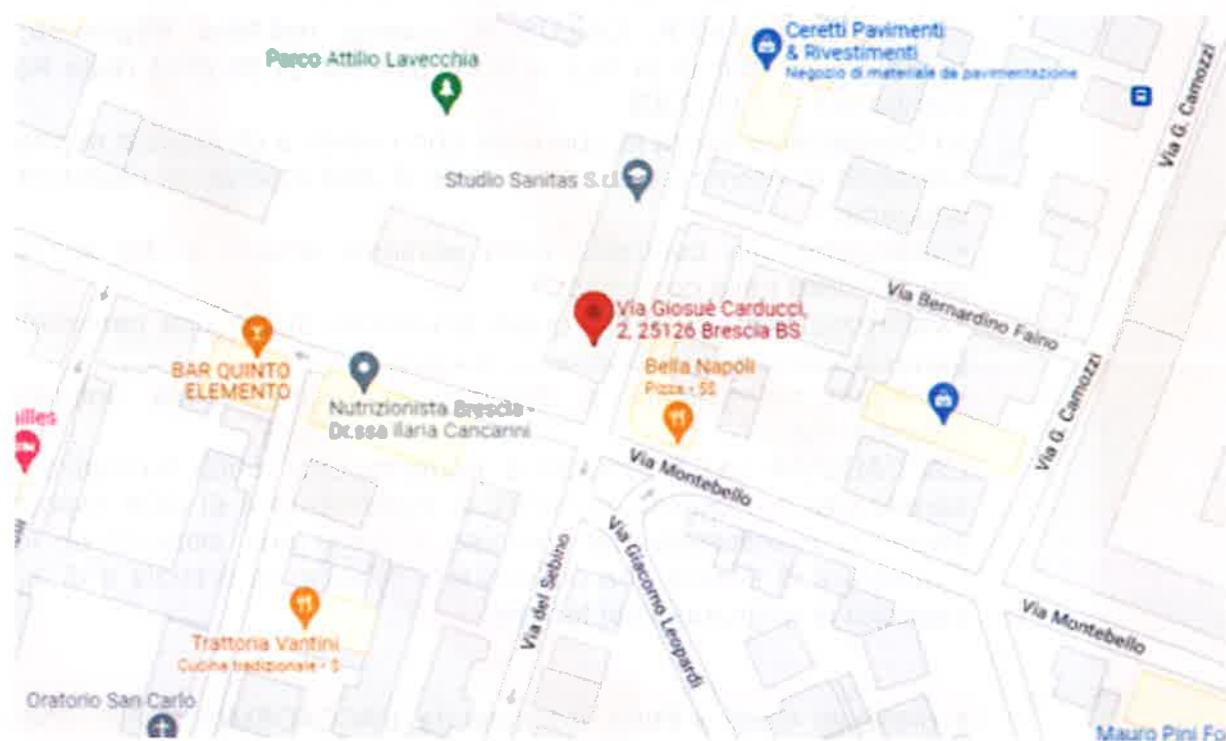 Ceretti Pavimenti
& Rivestimenti
Negozio di materiale da pavimentazione
Parco Attilio Lavecchia
Via G. Camozzi
Studio Sanitas S.r.l.
Via Bernardino Faino
Via Giosuè Carducci,
2, 25126 Brescia BS
BAR QUINTO
ELEMENTO
Bella Napoli
Pizza • $$
Nutrizionista Brescia -
Dr.ssa Ilaria Cancarini
Via G. Camozzi
ailles
Via Montebello
Via del Sebino
Via Giacomo Leopardi
Via Montebello
Trattoria Vantini
Cucina tradizionale • $
Oratorio San Carlo
Mauro Pini Fo